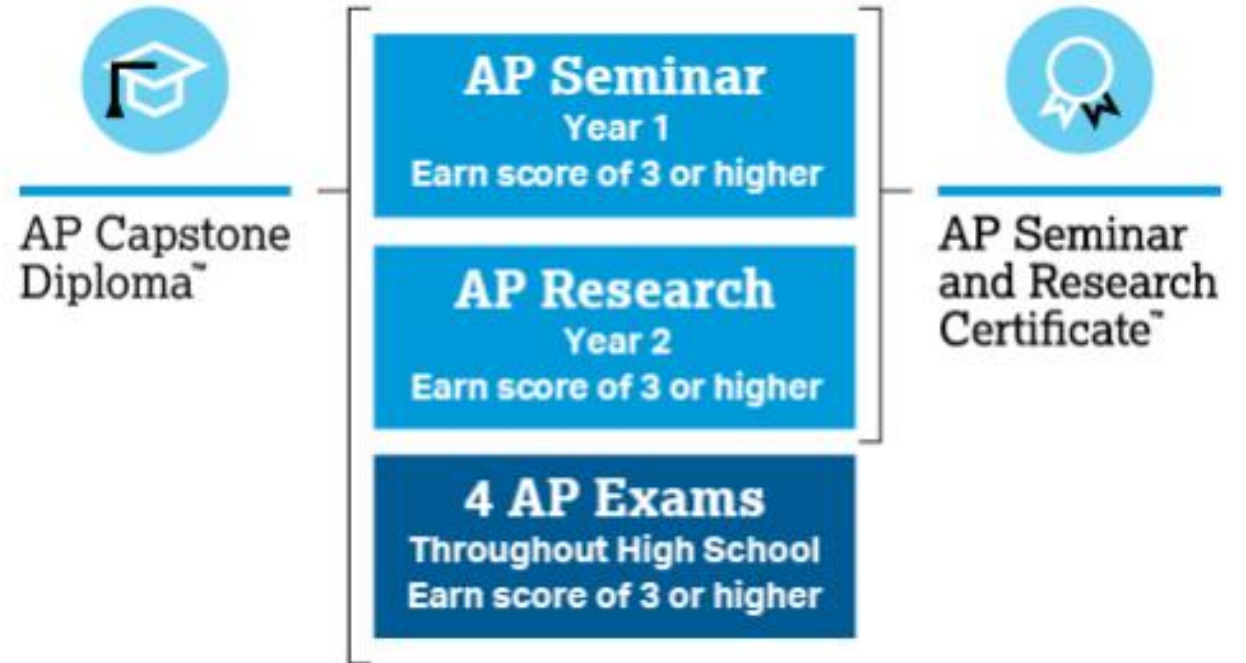 AP Capstone
Diploma™
AP Seminar
Year 1
Earn score of 3 or higher
AP Research
Year 2
Earn score of 3 or higher
4 AP Exams
Throughout High School
Earn score of 3 or higher
AP Seminar
and Research
Certificate™